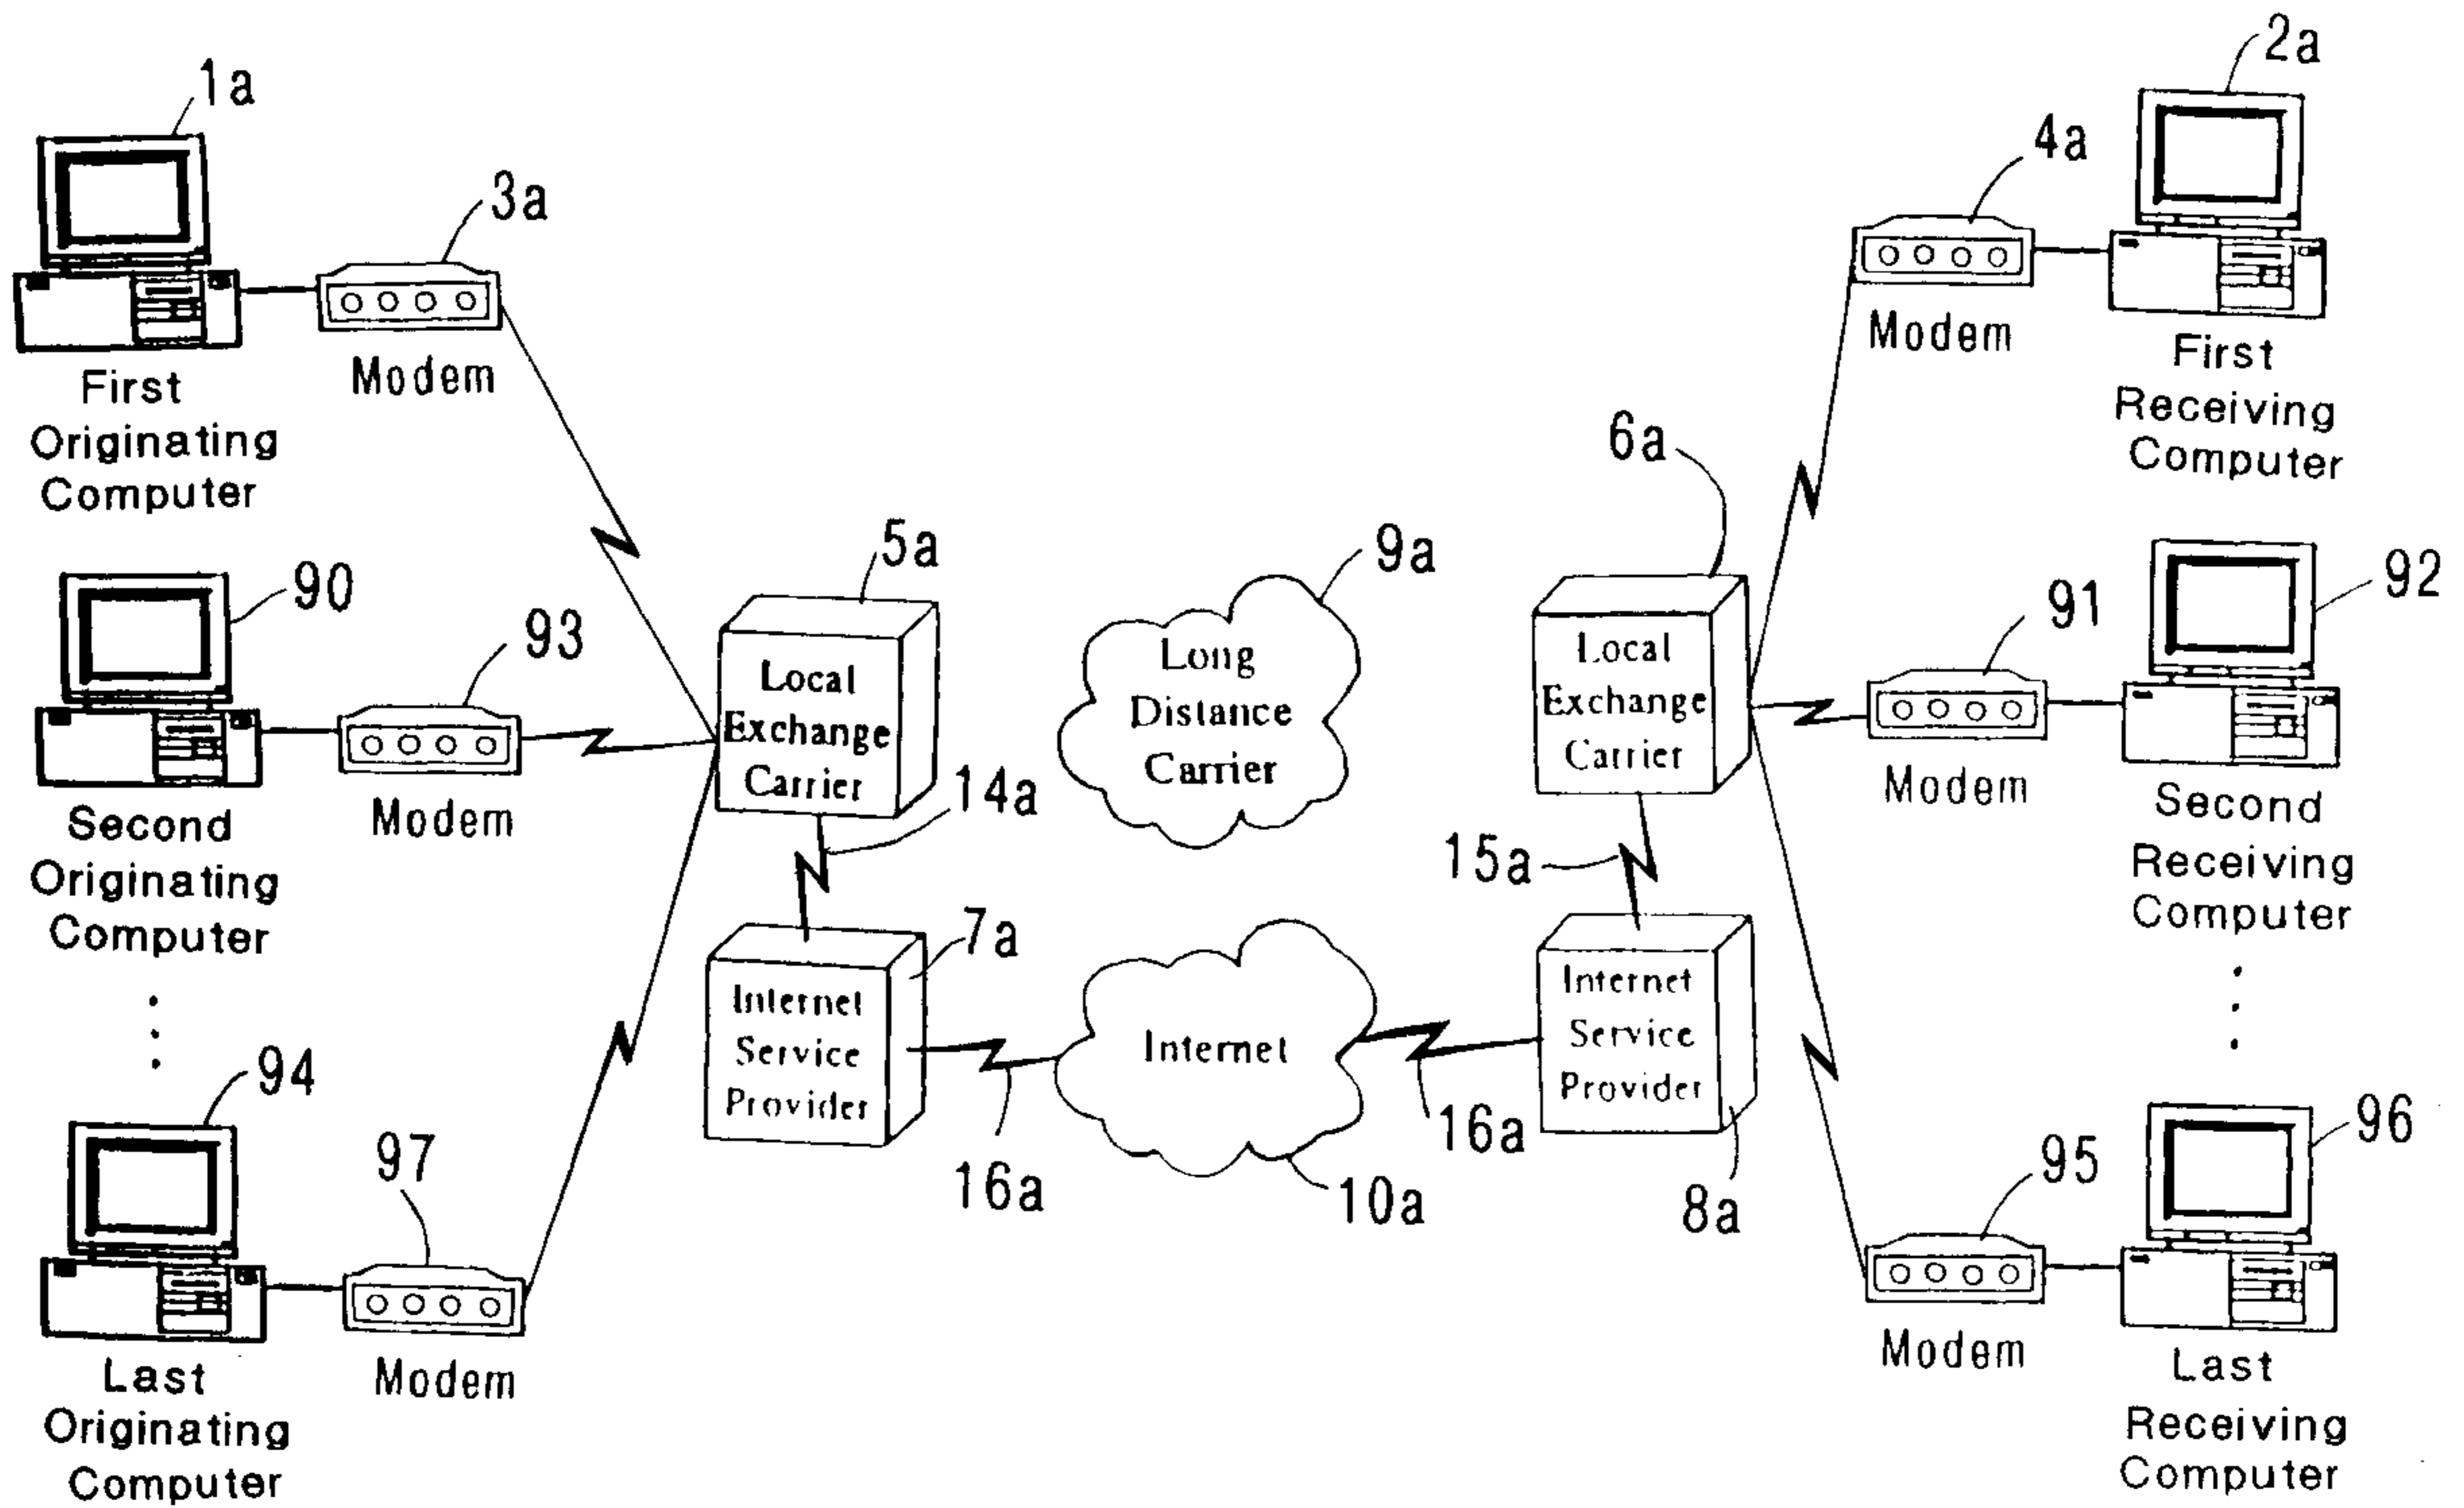 1a
3a
Modem
First
Originating
Computer
90
93
Modem
Second
Originating
Computer
94
97
Modem
Last
Originating
Computer
5a
Local
Exchange
Carrier
14a
7a
Internet
Service
Provider
16a
9a
Long
Distance
Carrier
Internet
10a
6a
Local
Exchange
Carrier
15a
Internet
Service
Provider
16a
8a
2a
4a
Modem
First
Receiving
Computer
92
91
Modem
Second
Receiving
Computer
96
95
Modem
Last
Receiving
Computer